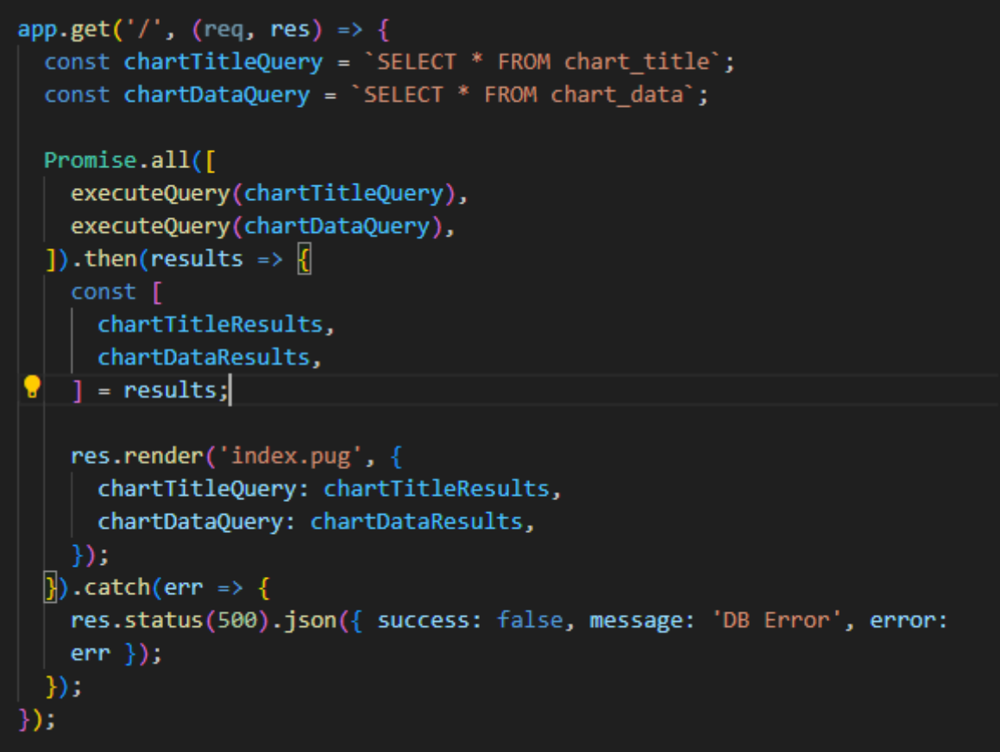 app.get('/', (req, res) => {
  const chartTitleQuery = `SELECT * FROM chart_title`;
  const chartDataQuery = `SELECT * FROM chart_data`;

  Promise.all([
    executeQuery(chartTitleQuery),
    executeQuery(chartDataQuery),
  ]).then(results => {
    const [
      chartTitleResults,
      chartDataResults,
    ] = results;

    res.render('index.pug', {
      chartTitleQuery: chartTitleResults,
      chartDataQuery: chartDataResults,
    });
  }).catch(err => {
    res.status(500).json({ success: false, message: 'DB Error', error:
    err });
  });
});